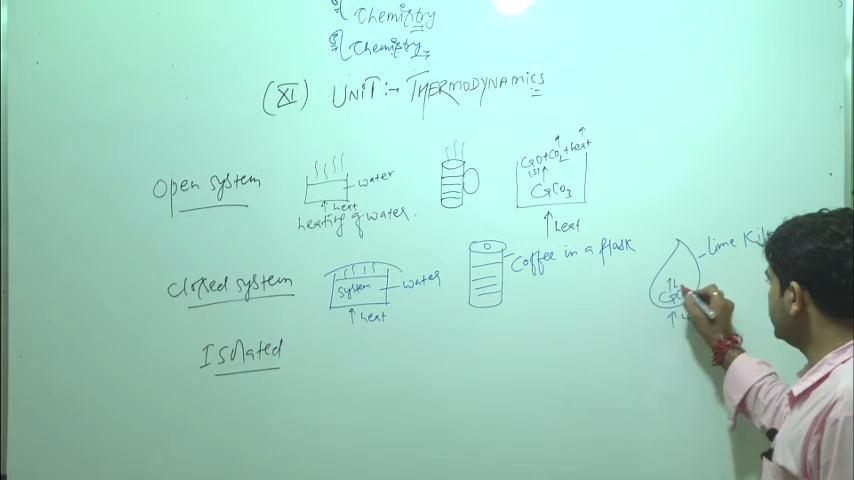 Chemistry
Chemistry
(XI) UNIT :- THERMODYNAMICS
Open system
water
heat
heating of water.
CaO + CO2 + heat
(s)
CaCO3
heat
Closed system
system
water
heat
Coffee in a flask
lime
Isolated